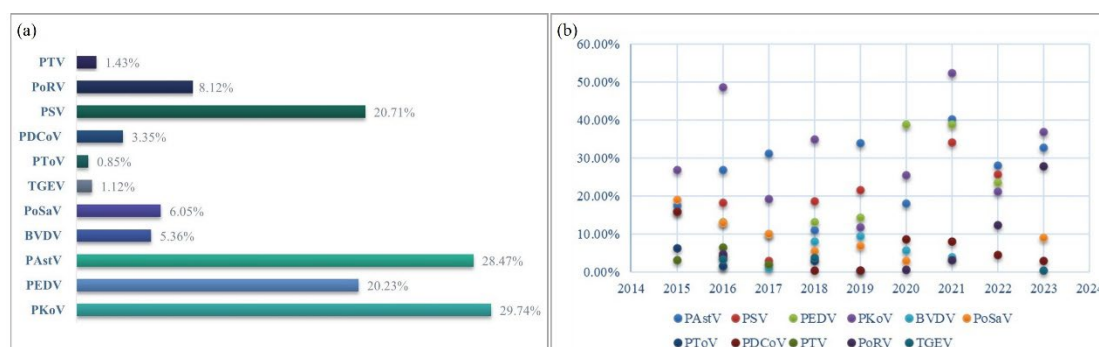 (a)
PTV 1.43%
PoRV 8.12%
PSV 20.71%
PDCoV 3.35%
PToV 0.85%
TGEV 1.12%
PoSaV 6.05%
BVDV 5.36%
PAstV 28.47%
PEDV 20.23%
PKoV 29.74%
(b)
60.00%
50.00%
40.00%
30.00%
20.00%
10.00%
0.00%
2014 2015 2016 2017 2018 2019 2020 2021 2022 2023 2024
PAstV PSV PEDV PKoV BVDV PoSaV
PToV PDCoV PTV PoRV TGEV